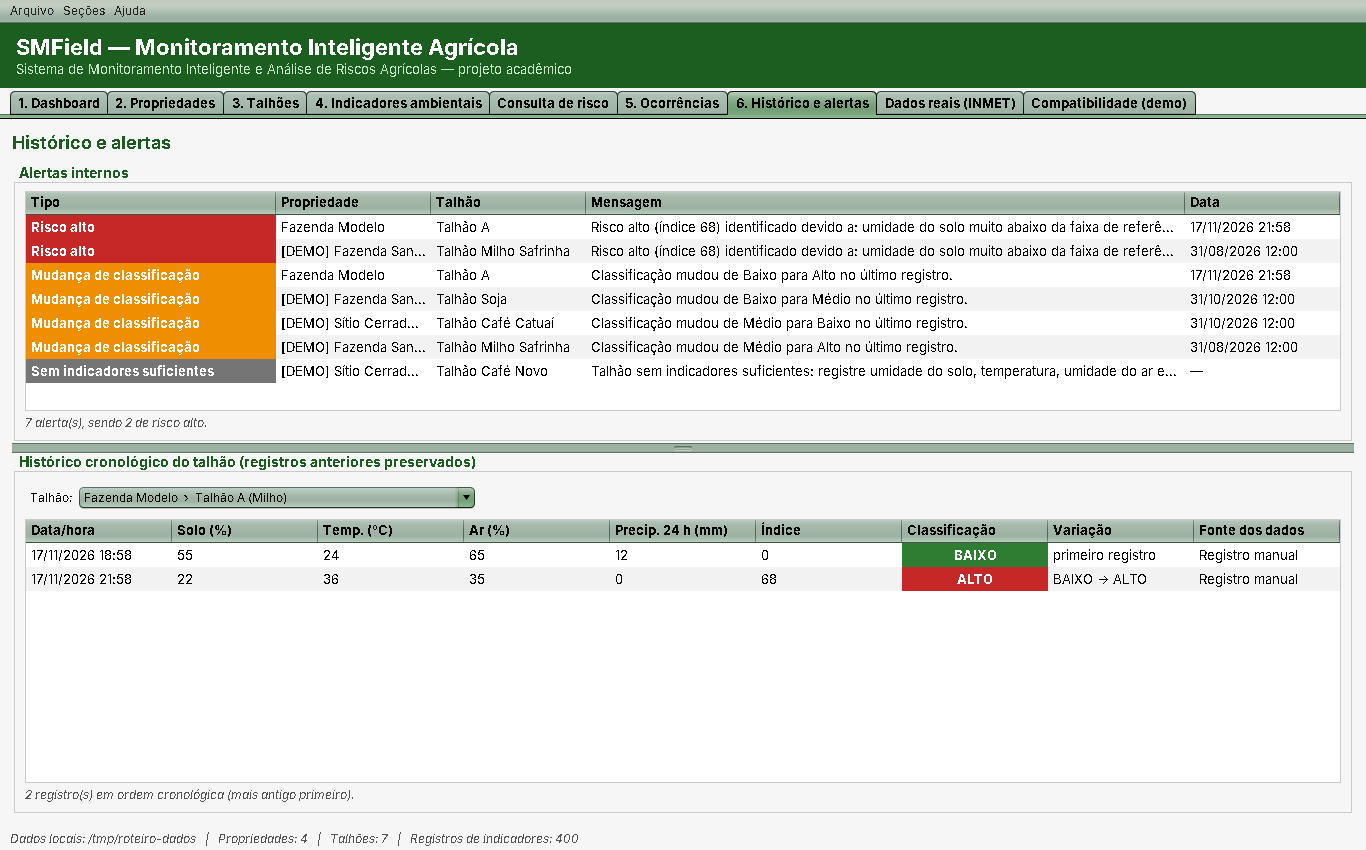 Arquivo Seções Ajuda
SMField — Monitoramento Inteligente Agrícola
Sistema de Monitoramento Inteligente e Análise de Riscos Agrícolas — projeto acadêmico
1. Dashboard 2. Propriedades 3. Talhões 4. Indicadores ambientais Consulta de risco 5. Ocorrências 6. Histórico e alertas Dados reais (INMET) Compatibilidade (demo)
Histórico e alertas
Alertas internos
Tipo Propriedade Talhão Mensagem Data
Risco alto Fazenda Modelo Talhão A Risco alto (índice 68) identificado devido a: umidade do solo muito abaixo da faixa de referê... 17/11/2026 21:58
Risco alto [DEMO] Fazenda San... Talhão Milho Safrinha Risco alto (índice 68) identificado devido a: umidade do solo muito abaixo da faixa de referê... 31/08/2026 12:00
Mudança de classificação Fazenda Modelo Talhão A Classificação mudou de Baixo para Alto no último registro. 17/11/2026 21:58
Mudança de classificação [DEMO] Fazenda San... Talhão Soja Classificação mudou de Baixo para Médio no último registro. 31/10/2026 12:00
Mudança de classificação [DEMO] Sítio Cerrad... Talhão Café Catuaí Classificação mudou de Médio para Baixo no último registro. 31/10/2026 12:00
Mudança de classificação [DEMO] Fazenda San... Talhão Milho Safrinha Classificação mudou de Médio para Alto no último registro. 31/08/2026 12:00
Sem indicadores suficientes [DEMO] Sítio Cerrad... Talhão Café Novo Talhão sem indicadores suficientes: registre umidade do solo, temperatura, umidade do ar e... —
7 alerta(s), sendo 2 de risco alto.
Histórico cronológico do talhão (registros anteriores preservados)
Talhão: Fazenda Modelo › Talhão A (Milho)
Data/hora Solo (%) Temp. (°C) Ar (%) Precip. 24 h (mm) Índice Classificação Variação Fonte dos dados
17/11/2026 18:58 55 24 65 12 0 BAIXO primeiro registro Registro manual
17/11/2026 21:58 22 36 35 0 68 ALTO BAIXO → ALTO Registro manual
2 registro(s) em ordem cronológica (mais antigo primeiro).
Dados locais: /tmp/roteiro-dados | Propriedades: 4 | Talhões: 7 | Registros de indicadores: 400